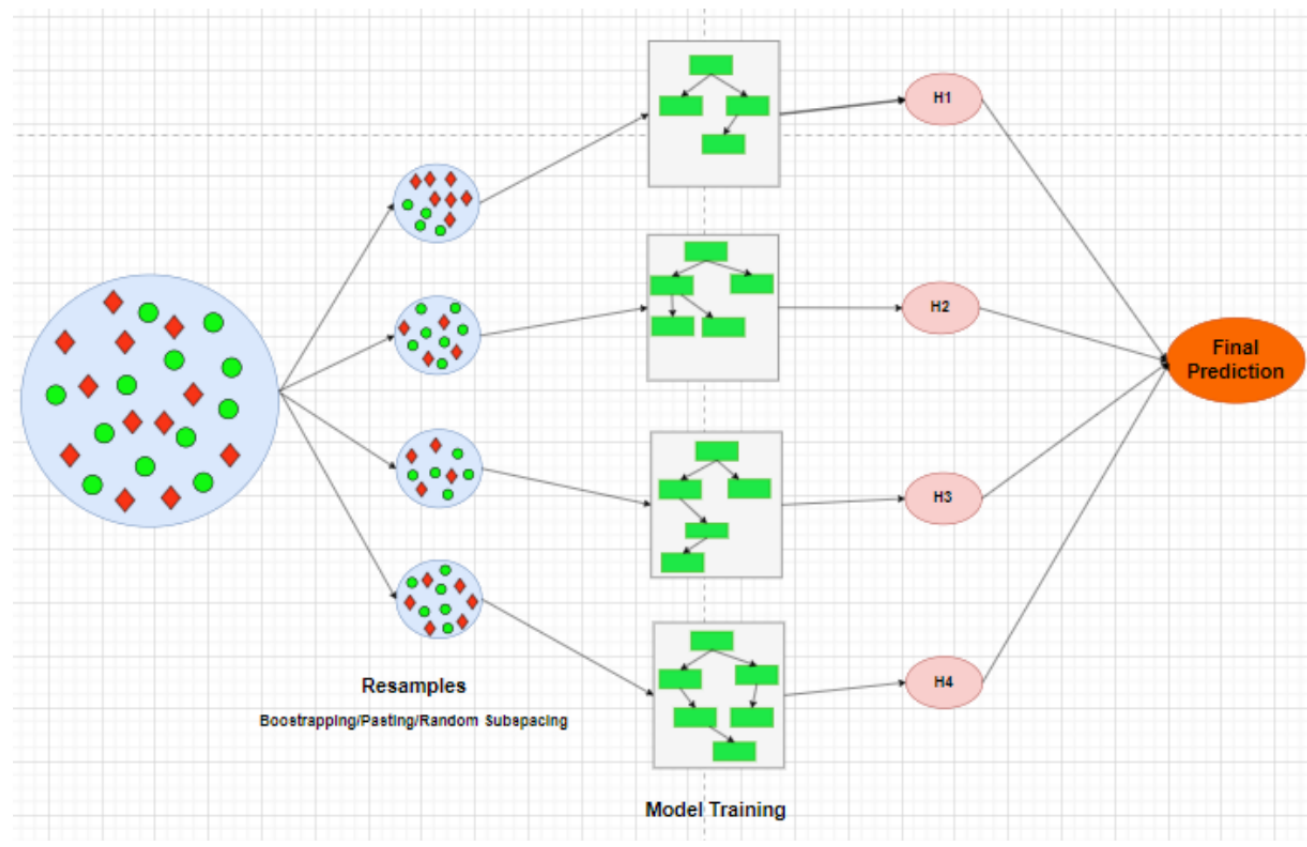 H1
H2
Final
Prediction
H3
H4
Resamples
Boostrapping/Pasting/Random Subspacing
Model Training